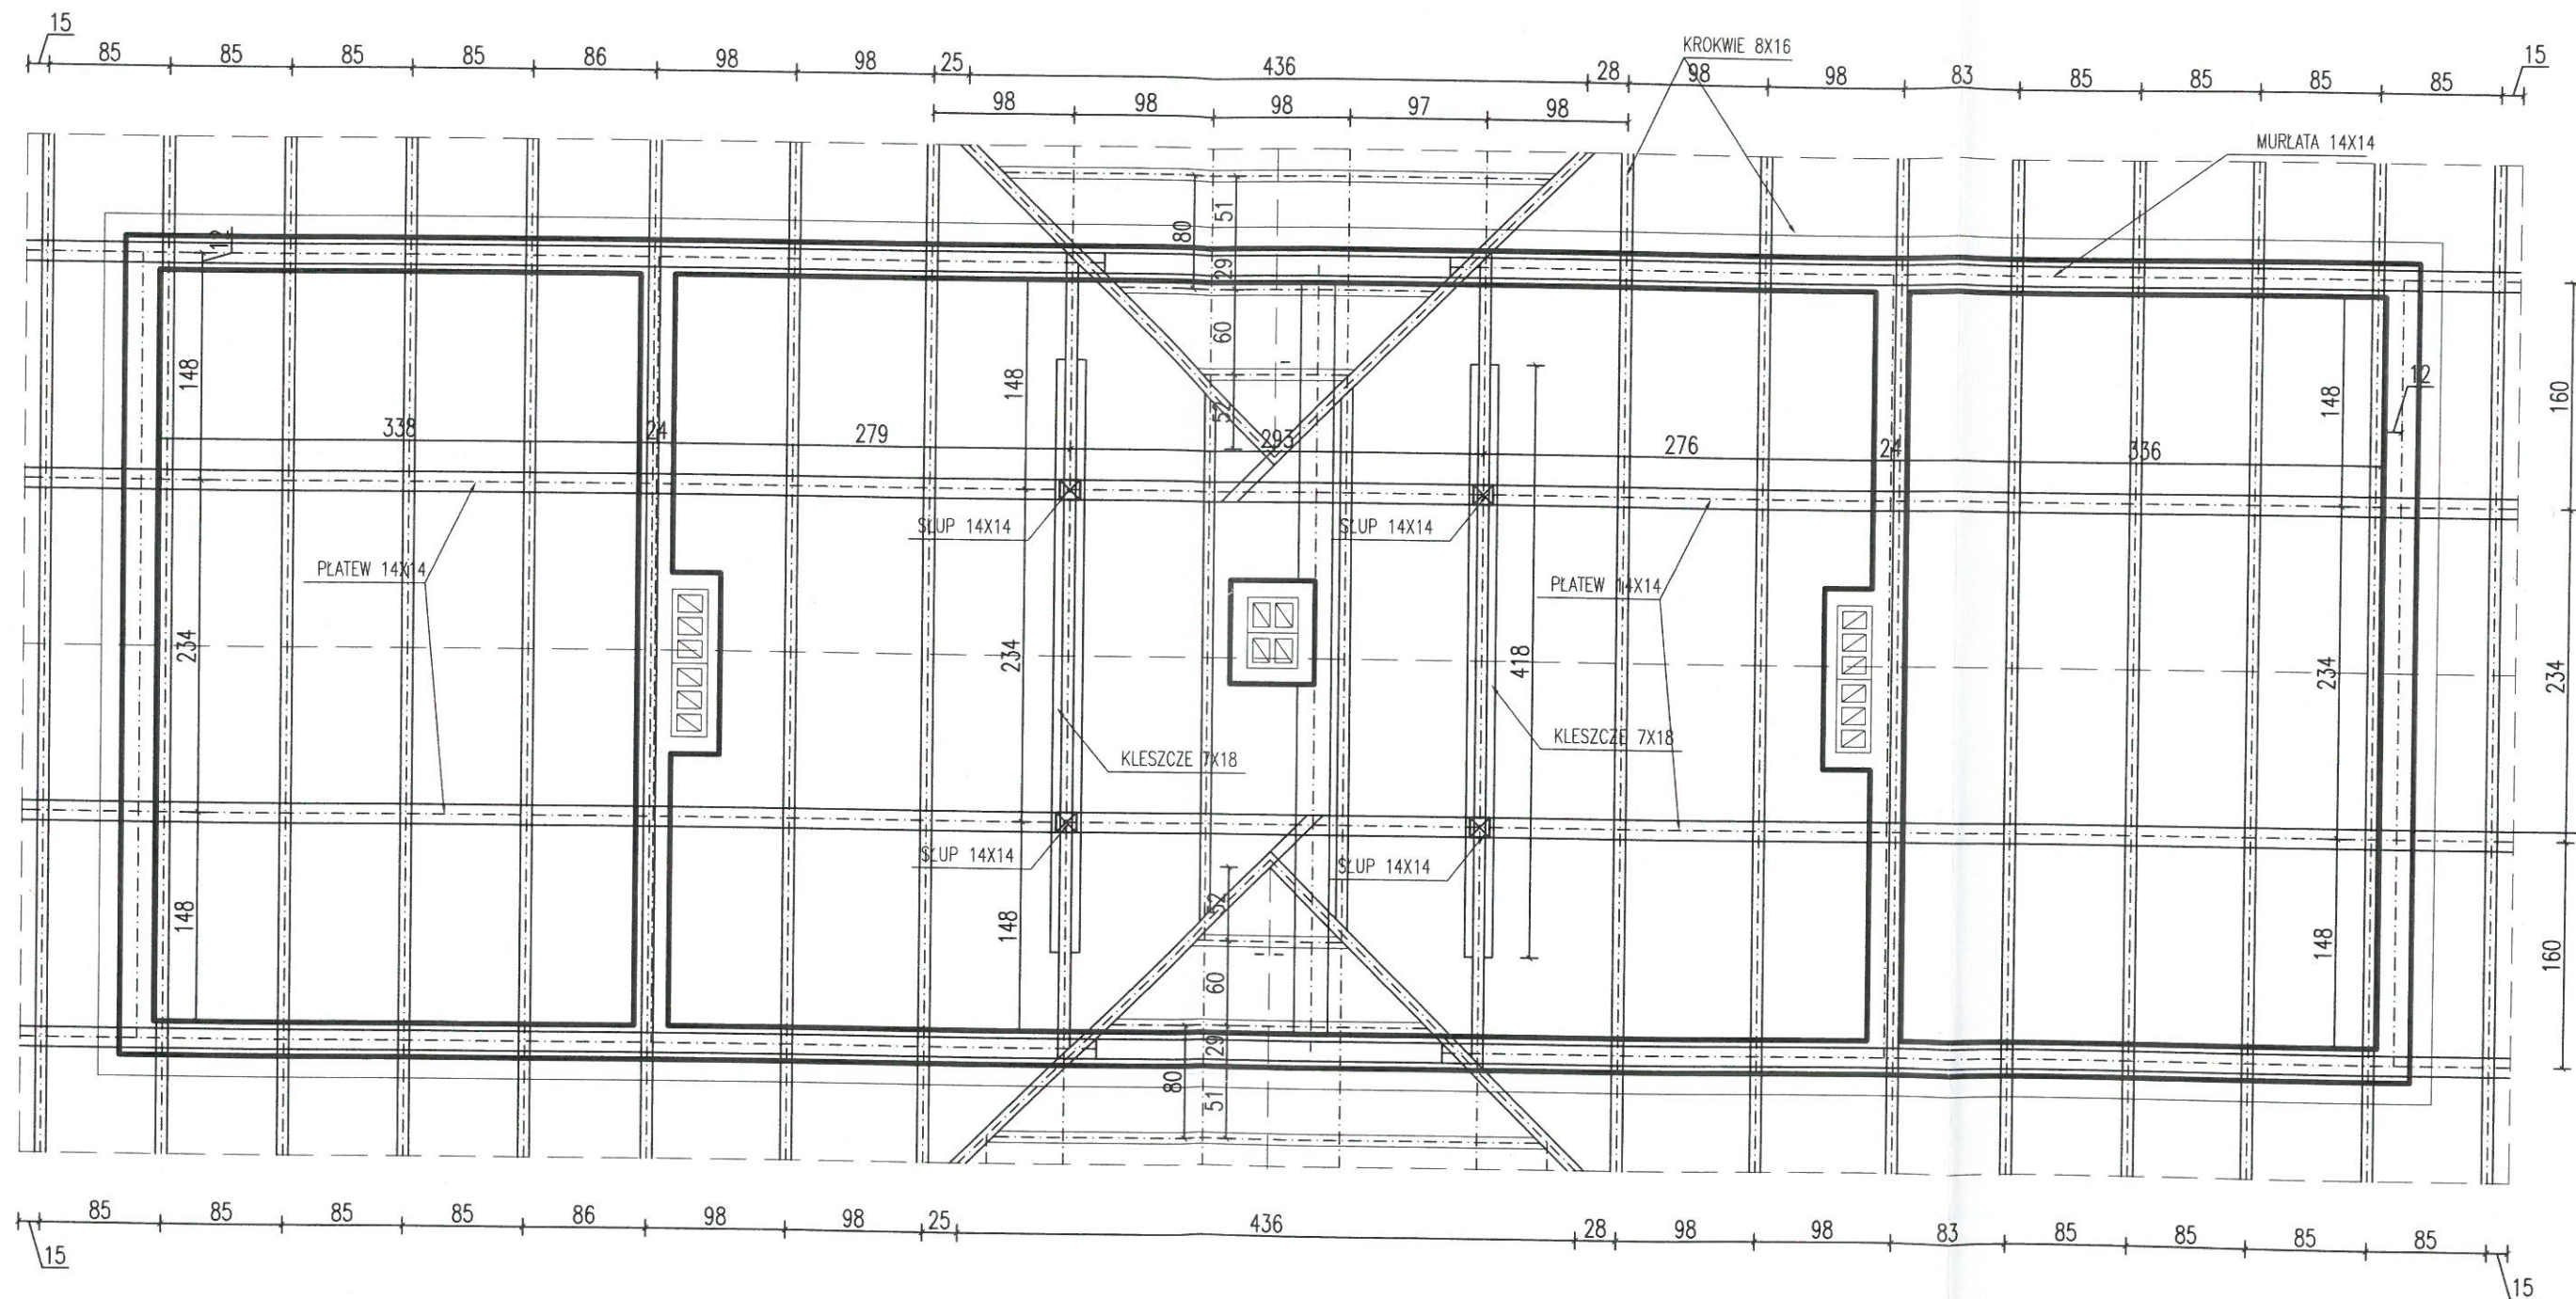 15
85 85 85 85 86 98 98 25 436 28 98 98 83 85 85 85 85
15
KROKWIE 8X16
98 98 98 97 98
MURŁATA 14X14
12
80 51
29
60
52
148
148
148
12
160
338 24 279 293 276 24 336
SŁUP 14X14
SŁUP 14X14
PŁATEW 14X14
PŁATEW 14X14
234
234
418
234
234
KLESZCZE 7X18
KLESZCZE 7X18
SŁUP 14X14
SŁUP 14X14
52
148
148
60
148
160
29
80
51
85 85 85 85 86 98 98 25 436 28 98 98 83 85 85 85 85
15
15